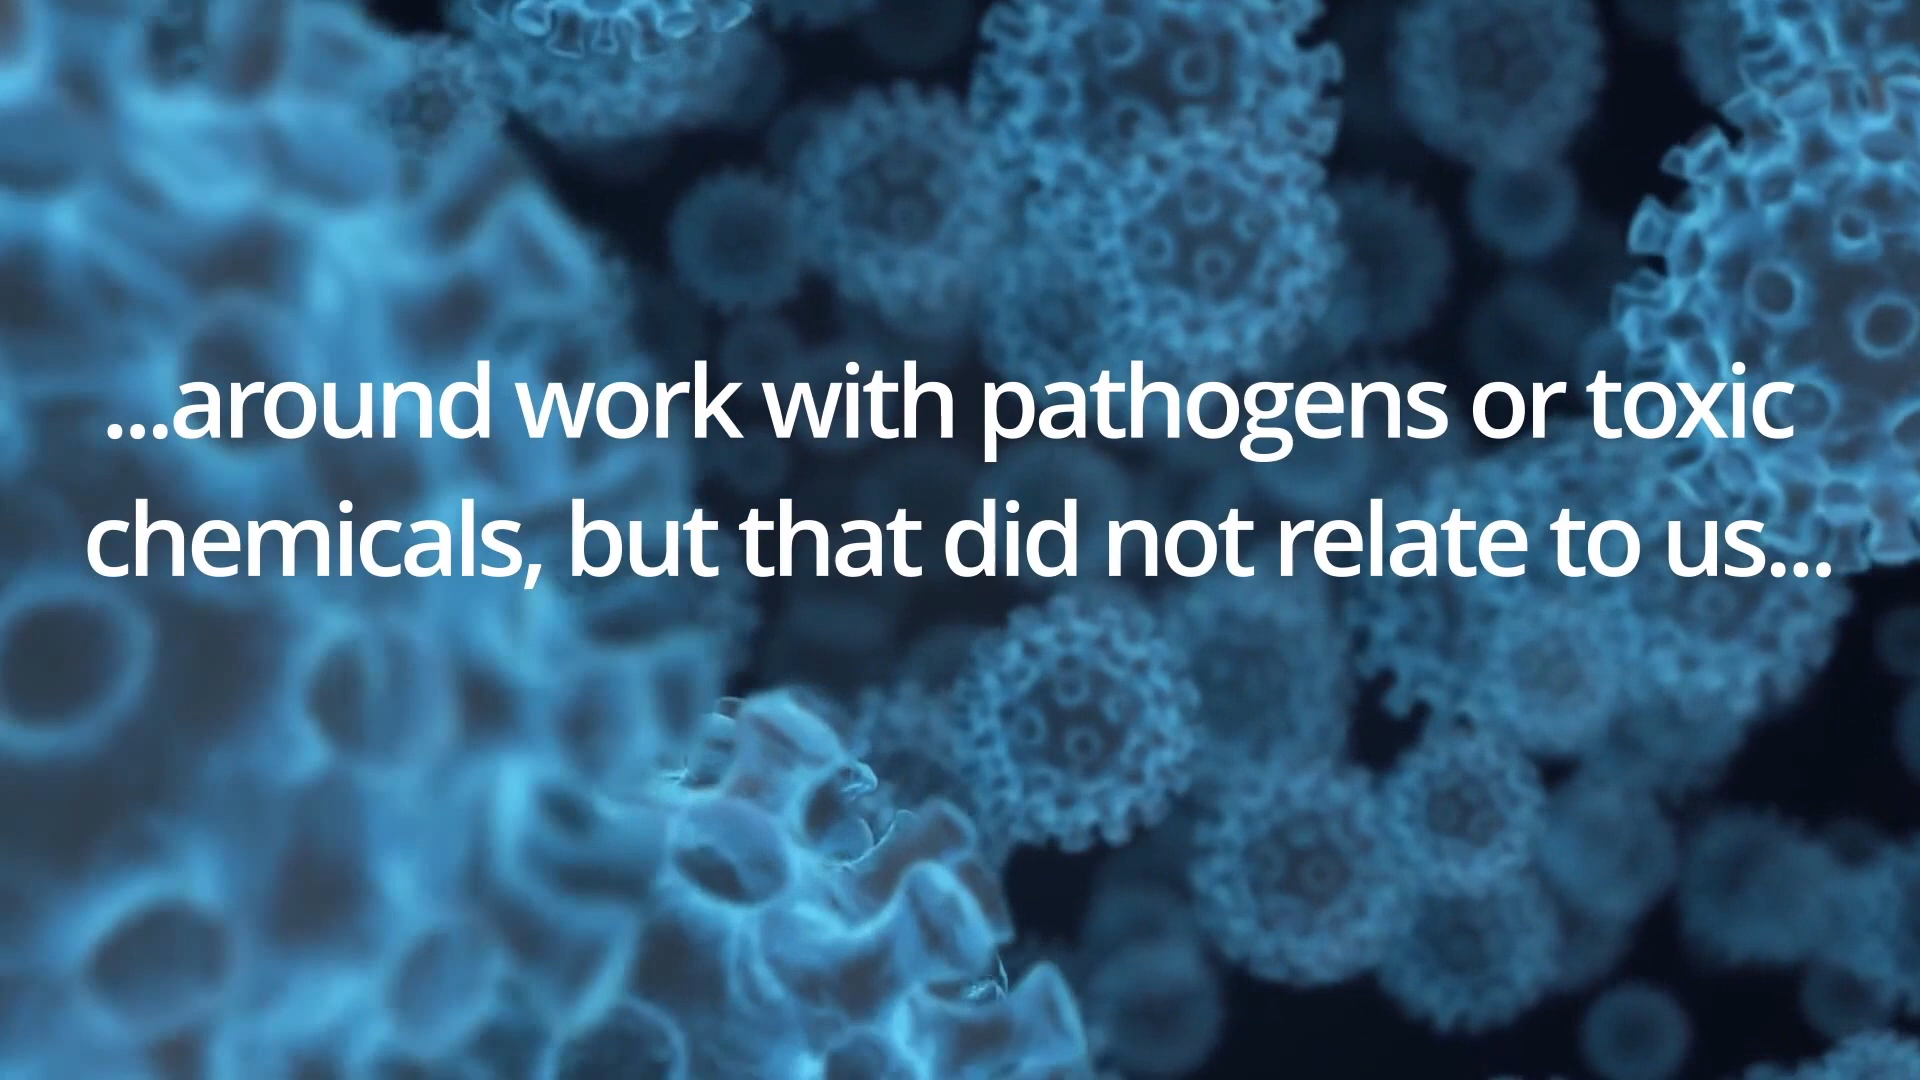 ...around work with pathogens or toxic
chemicals, but that did not relate to us...